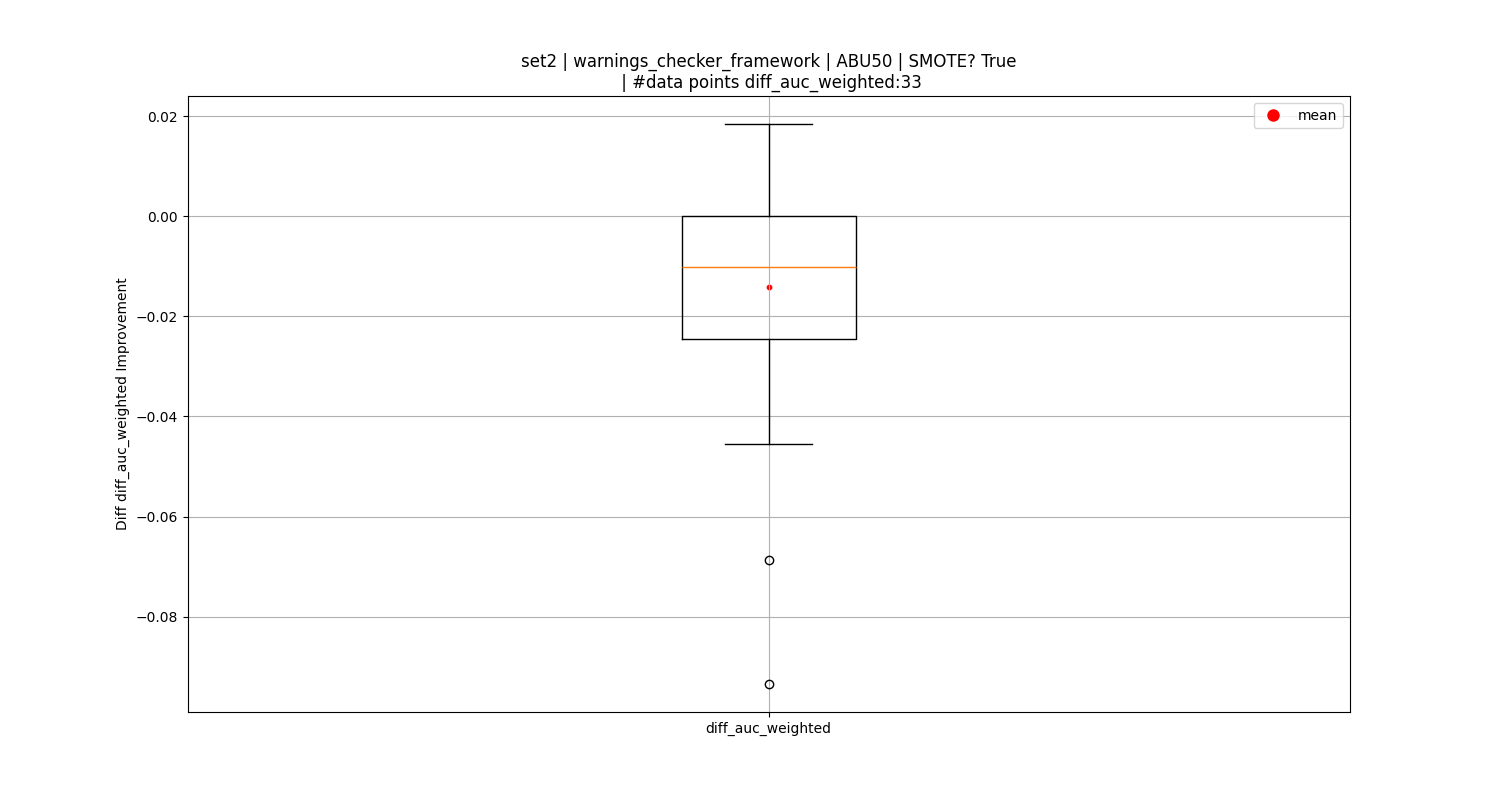 set2 | warnings_checker_framework | ABU50 | SMOTE? True
| #data points diff_auc_weighted:33
mean
0.02
0.00
−0.02
−0.04
−0.06
−0.08
Diff diff_auc_weighted Improvement
diff_auc_weighted